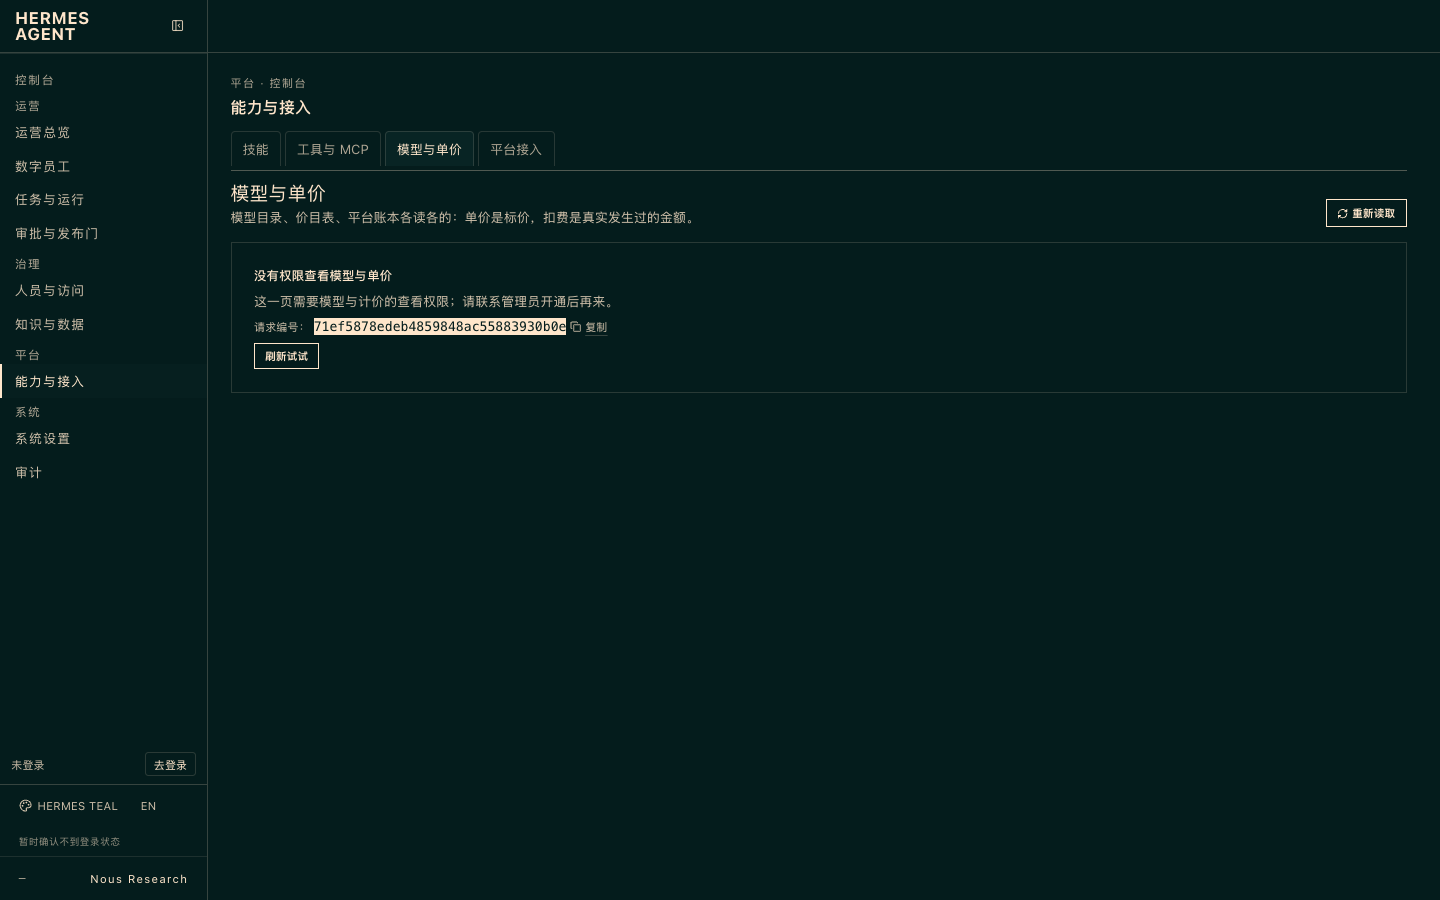 HERMES
AGENT
控制台
运营
运营总览
数字员工
任务与运行
审批与发布门
治理
人员与访问
知识与数据
平台
能力与接入
系统
系统设置
审计
未登录
去登录
HERMES TEAL
EN
暂时确认不到登录状态
–
Nous Research
平台 · 控制台
能力与接入
技能
工具与 MCP
模型与单价
平台接入
模型与单价
模型目录、价目表、平台账本各读各的：单价是标价，扣费是真实发生过的金额。
重新读取
没有权限查看模型与单价
这一页需要模型与计价的查看权限；请联系管理员开通后再来。
请求编号： 71ef5878edeb4859848ac55883930b0e 复制
刷新试试